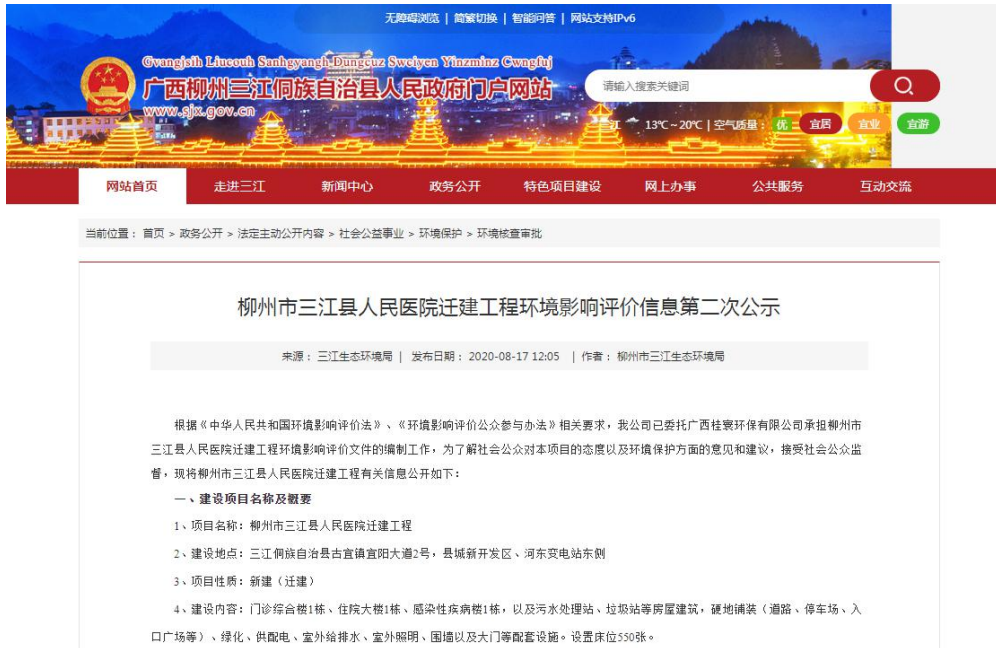 无障碍浏览 | 简繁切换 | 智能问答 | 网站支持IPv6
Gvangjsih Liucouh Sanhgyangh Dungcuz Swciyen Yinzminz Cwngfuj
广西柳州三江侗族自治县人民政府门户网站
www.sjx.gov.cn
请输入搜索关键词
三江 13℃~20℃ | 空气质量: 优 宜居 宜业 宜游
网站首页 走进三江 新闻中心 政务公开 特色项目建设 网上办事 公共服务 互动交流
当前位置: 首页 > 政务公开 > 法定主动公开内容 > 社会公益事业 > 环境保护 > 环境核查审批
柳州市三江县人民医院迁建工程环境影响评价信息第二次公示
来源: 三江生态环境局 | 发布日期: 2020-08-17 12:05 | 作者: 柳州市三江生态环境局
根据《中华人民共和国环境影响评价法》、《环境影响评价公众参与办法》相关要求,我公司已委托广西桂寰环保有限公司承担柳州市
三江县人民医院迁建工程环境影响评价文件的编制工作,为了解社会公众对本项目的态度以及环境保护方面的意见和建议,接受社会公众监
督,现将柳州市三江县人民医院迁建工程有关信息公开如下:
一、建设项目名称及概要
1、项目名称:柳州市三江县人民医院迁建工程
2、建设地点:三江侗族自治县古宜镇宜阳大道2号,县城新开发区、河东变电站东侧
3、项目性质:新建(迁建)
4、建设内容:门诊综合楼1栋、住院大楼1栋、感染性疾病楼1栋,以及污水处理站、垃圾站等房屋建筑,硬地铺装(道路、停车场、入
口广场等)、绿化、供配电、室外给排水、室外照明、围墙以及大门等配套设施。设置床位550张。